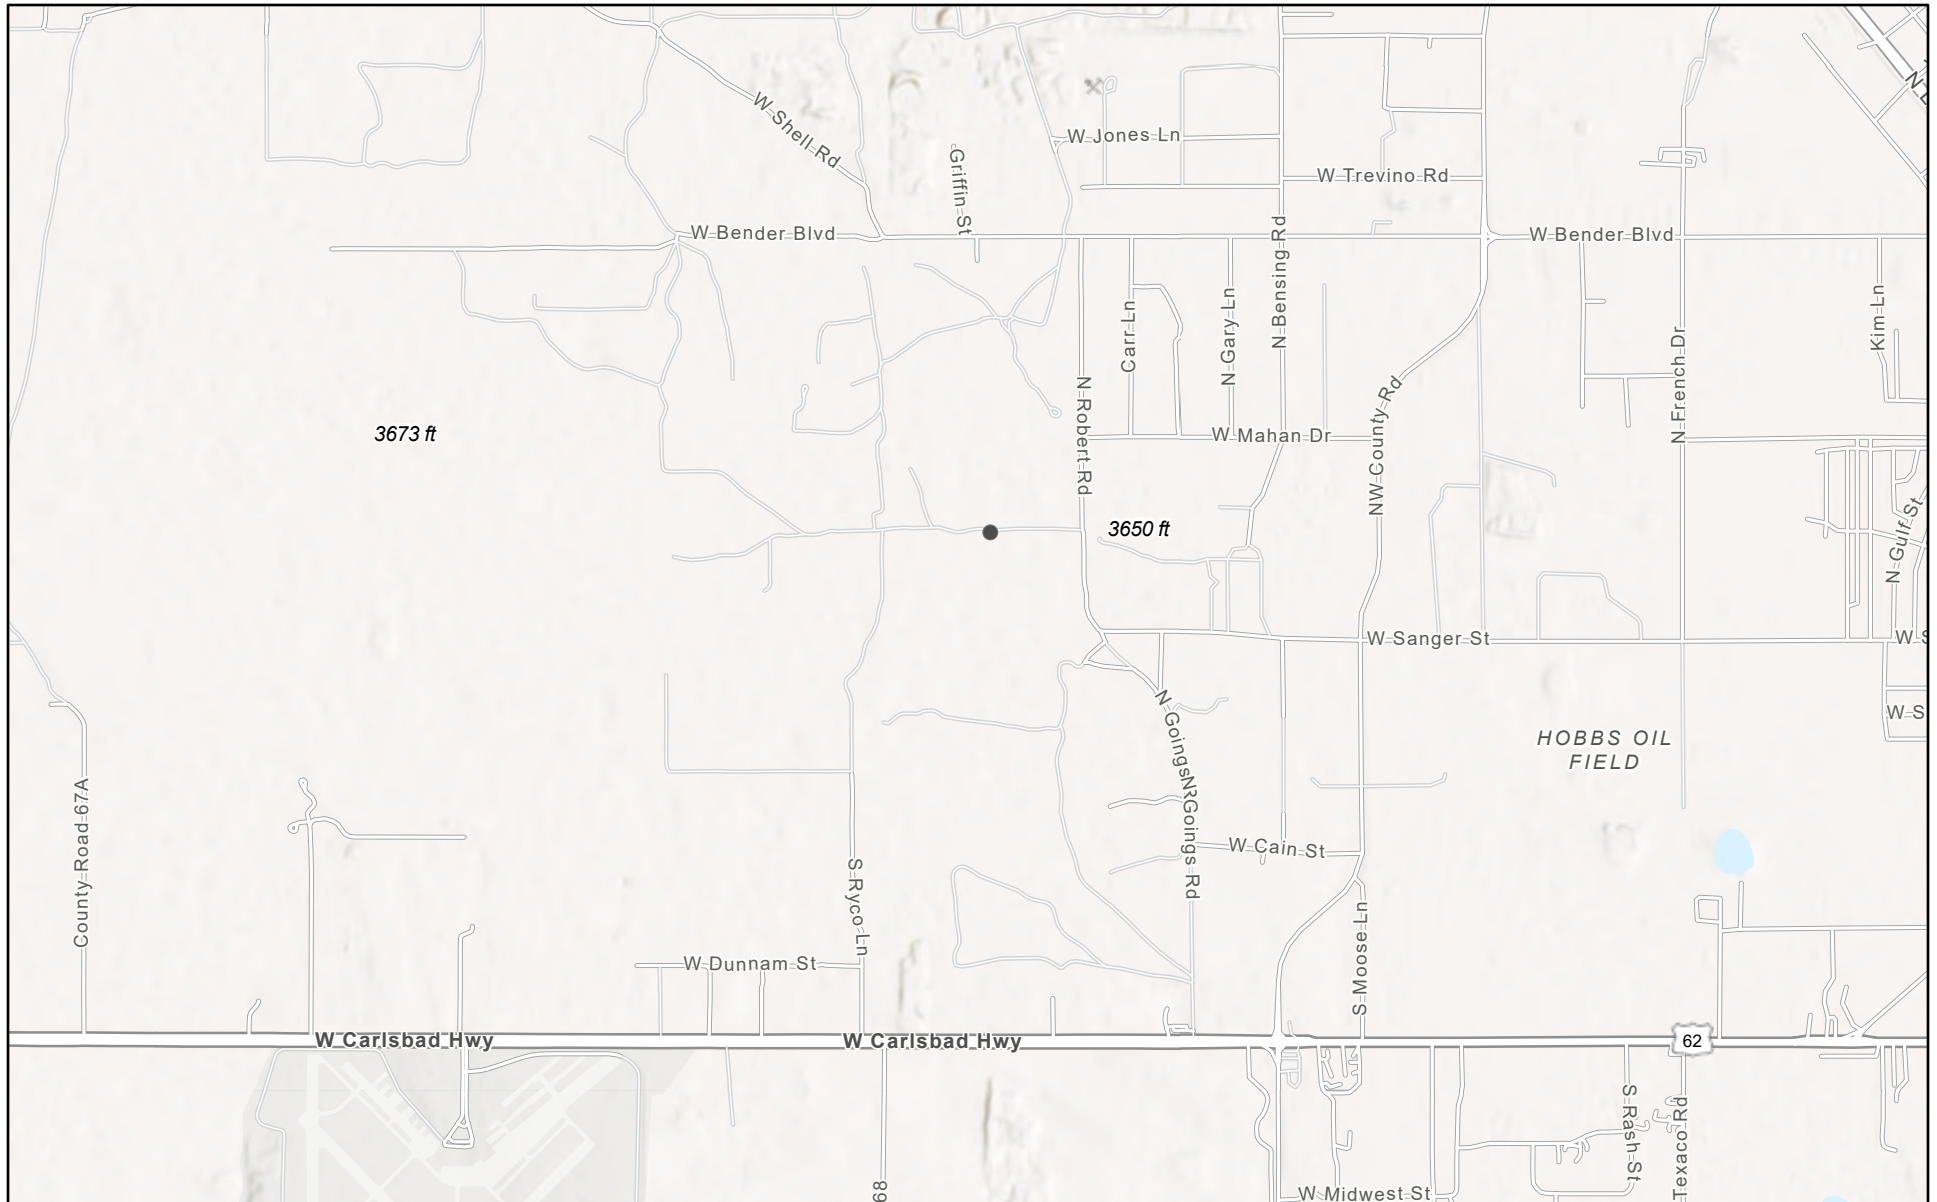 W Shell Rd
W Jones Ln
Griffin St
W Trevino Rd
W Bender Blvd
W Bender Blvd
N Bensing Rd
Carr Ln
N Gary Ln
Kim Ln
N French Dr
N Robert Rd
NW County Rd
3673 ft
W Mahan Dr
3650 ft
N Gulf St
W Sanger St
W S
N Goings R
N Goings Rd
HOBBS OIL
FIELD
W S
County Road 67A
W Cain St
S Ryco Ln
S Moose Ln
W Dunnam St
W Carlsbad Hwy
W Carlsbad Hwy
62
S Rash St
Texaco Rd
68
W Midwest St